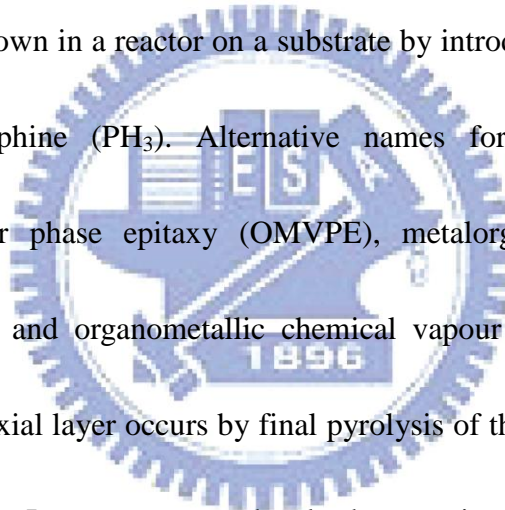 own in a reactor on a substrate by introd
phine (PH₃). Alternative names for
r phase epitaxy (OMVPE), metalorg
and organometallic chemical vapour
E S A
1896
xial layer occurs by final pyrolysis of th